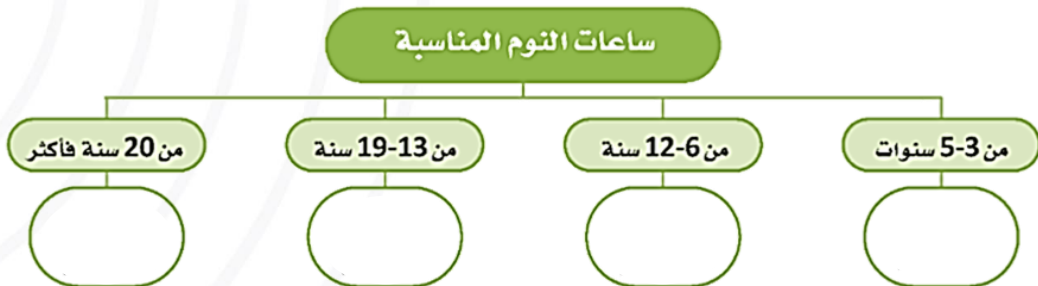 ساعات النوم المناسبة
من 3-5 سنوات
من 6-12 سنة
من 13-19 سنة
من 20 سنة فأكثر